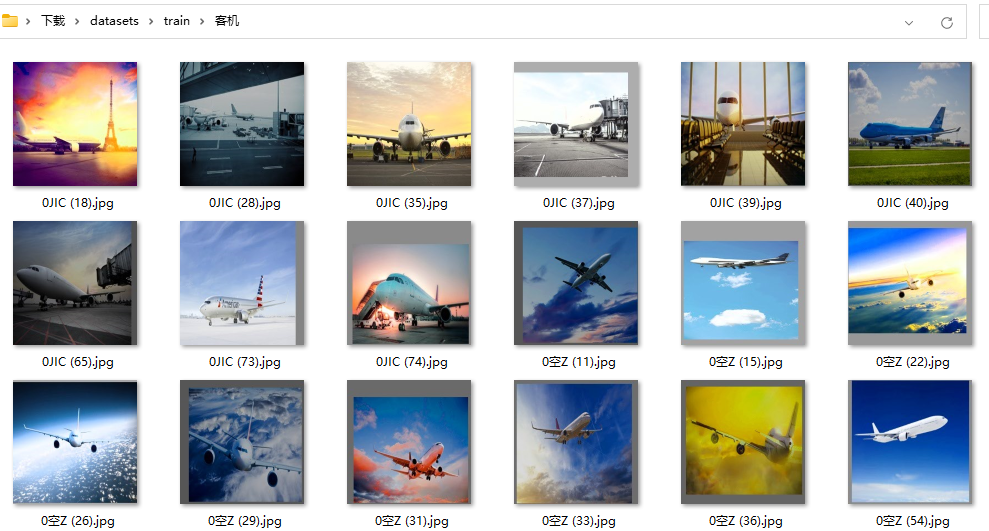 下载 > datasets > train > 客机
0JIC (18).jpg 0JIC (28).jpg 0JIC (35).jpg 0JIC (37).jpg 0JIC (39).jpg 0JIC (40).jpg
0JIC (65).jpg 0JIC (73).jpg 0JIC (74).jpg 0空Z (11).jpg 0空Z (15).jpg 0空Z (22).jpg
0空Z (26).jpg 0空Z (29).jpg 0空Z (31).jpg 0空Z (33).jpg 0空Z (36).jpg 0空Z (54).jpg